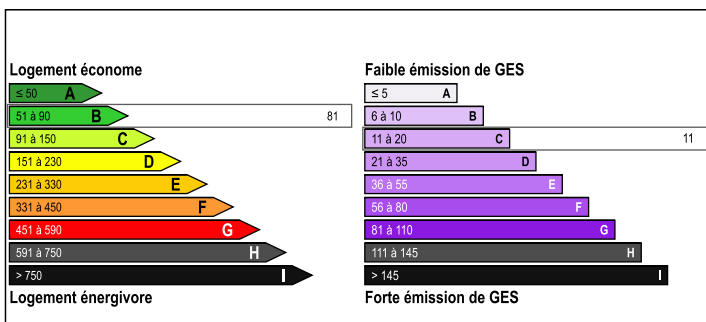 Logement économe
≤ 50 A
51 à 90 B 81
91 à 150 C
151 à 230 D
231 à 330 E
331 à 450 F
451 à 590 G
591 à 750 H
> 750 I
Logement énergivore
Faible émission de GES
≤ 5 A
6 à 10 B
11 à 20 C 11
21 à 35 D
36 à 55 E
56 à 80 F
81 à 110 G
111 à 145 H
> 145 I
Forte émission de GES